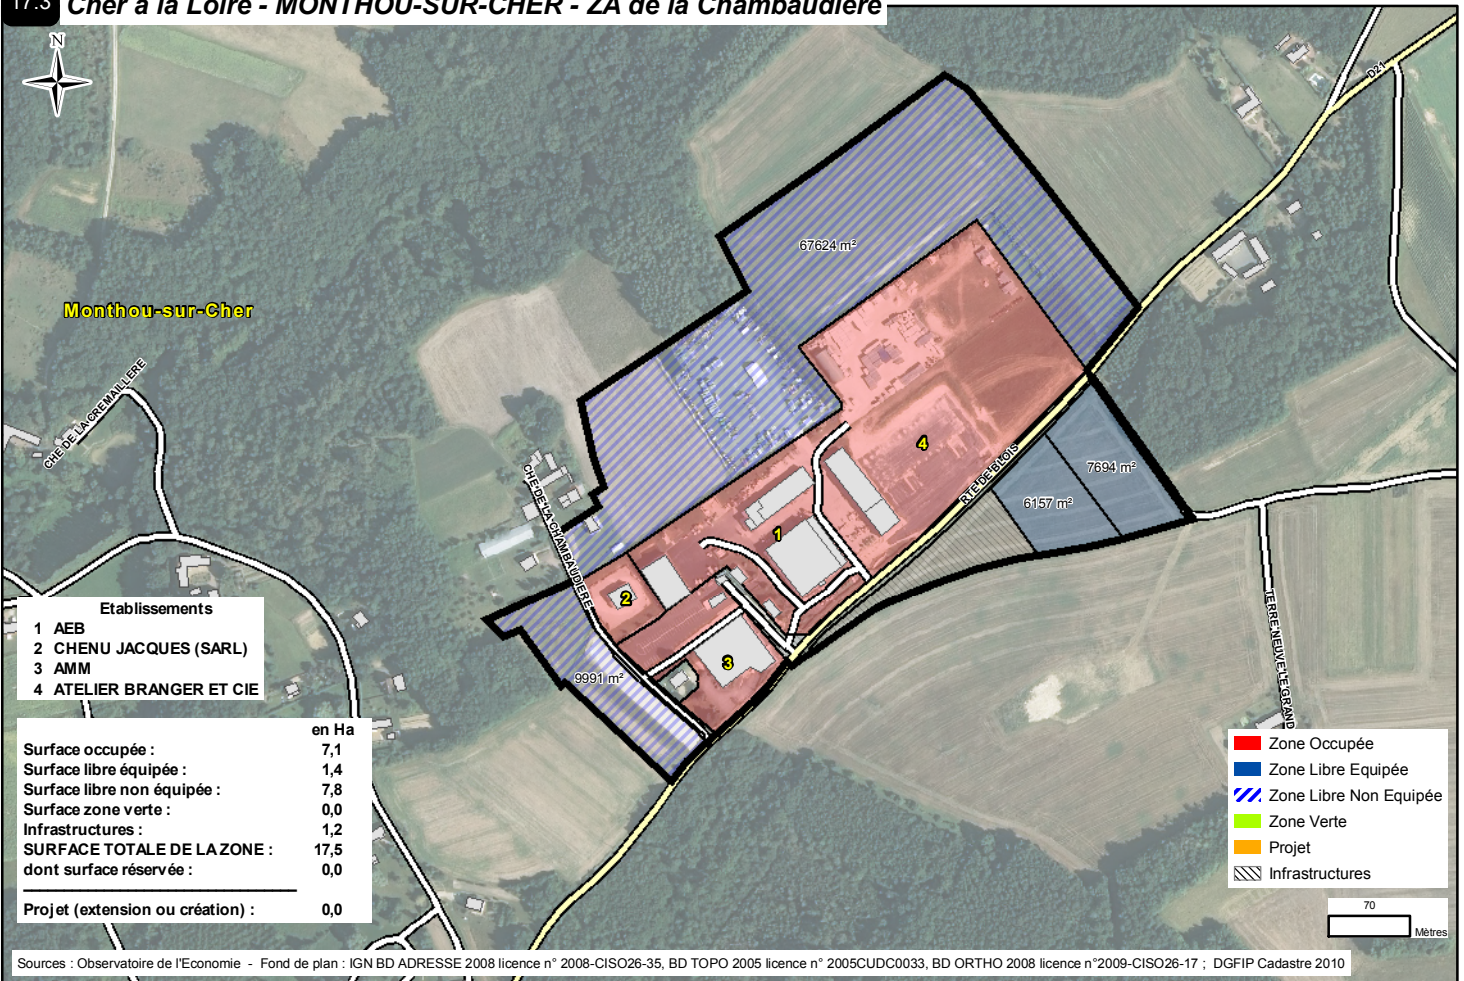 17.3 Cher à la Loire - MONTHOU-SUR-CHER - ZA de la Chambaudière
N
D21
67624 m²
Monthou-sur-Cher
CHE DE LA CREMAILLERE
CHE DE LA CHAMBAUDIERE
4
RTE DE BLOIS
7694 m²
6157 m²
1
2
3
9991 m²
TERRE NEUVE LE GRAND
Etablissements
1 AEB
2 CHENU JACQUES (SARL)
3 AMM
4 ATELIER BRANGER ET CIE
en Ha
Surface occupée : 7,1
Surface libre équipée : 1,4
Surface libre non équipée : 7,8
Surface zone verte : 0,0
Infrastructures : 1,2
SURFACE TOTALE DE LA ZONE : 17,5
dont surface réservée : 0,0
Projet (extension ou création) : 0,0
Zone Occupée
Zone Libre Equipée
Zone Libre Non Equipée
Zone Verte
Projet
Infrastructures
70
Mètres
Sources : Observatoire de l'Economie - Fond de plan : IGN BD ADRESSE 2008 licence n° 2008-CISO26-35, BD TOPO 2005 licence n° 2005CUDC0033, BD ORTHO 2008 licence n°2009-CISO26-17 ; DGFIP Cadastre 2010